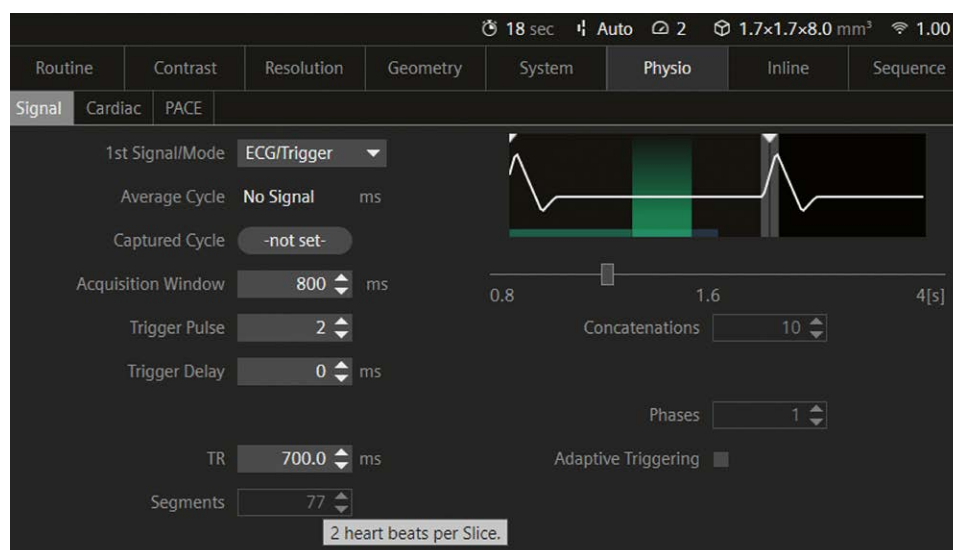 18 sec Auto 2 1.7×1.7×8.0 mm³ 1.00
Routine Contrast Resolution Geometry System Physio Inline Sequence
Signal Cardiac PACE
1st Signal/Mode ECG/Trigger
Average Cycle No Signal ms
Captured Cycle -not set-
Acquisition Window 800 ms
0.8 1.6 4[s]
Trigger Pulse 2
Concatenations 10
Trigger Delay 0 ms
Phases 1
TR 700.0 ms
Adaptive Triggering
Segments 77
2 heart beats per Slice.